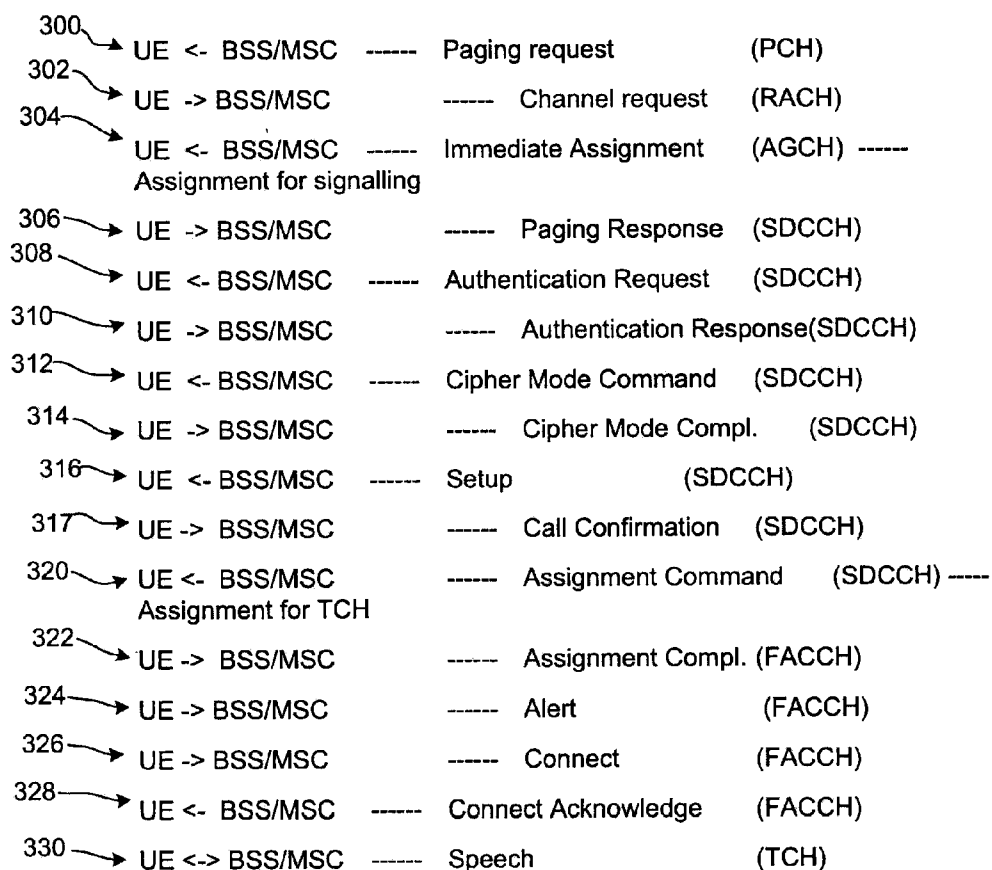 300 UE <- BSS/MSC ------ Paging request (PCH)
302 UE -> BSS/MSC ------ Channel request (RACH)
304 UE <- BSS/MSC ------ Immediate Assignment (AGCH) ------
Assignment for signalling
306 UE -> BSS/MSC ------ Paging Response (SDCCH)
308 UE <- BSS/MSC ------ Authentication Request (SDCCH)
310 UE -> BSS/MSC ------ Authentication Response(SDCCH)
312 UE <- BSS/MSC ------ Cipher Mode Command (SDCCH)
314 UE -> BSS/MSC ------ Cipher Mode Compl. (SDCCH)
316 UE <- BSS/MSC ------ Setup (SDCCH)
317 UE -> BSS/MSC ------ Call Confirmation (SDCCH)
320 UE <- BSS/MSC ------ Assignment Command (SDCCH) -----
Assignment for TCH
322 UE -> BSS/MSC ------ Assignment Compl. (FACCH)
324 UE -> BSS/MSC ------ Alert (FACCH)
326 UE -> BSS/MSC ------ Connect (FACCH)
328 UE <- BSS/MSC ------ Connect Acknowledge (FACCH)
330 UE <-> BSS/MSC ------ Speech (TCH)